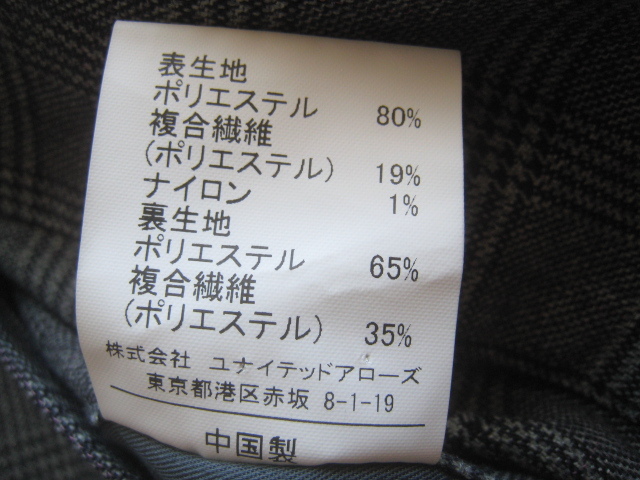 表生地
ポリエステル 80%
複合繊維
(ポリエステル) 19%
ナイロン 1%
裏生地
ポリエステル 65%
複合繊維
(ポリエステル) 35%
株式会社 ユナイテッドアローズ
東京都港区赤坂 8-1-19
中国製